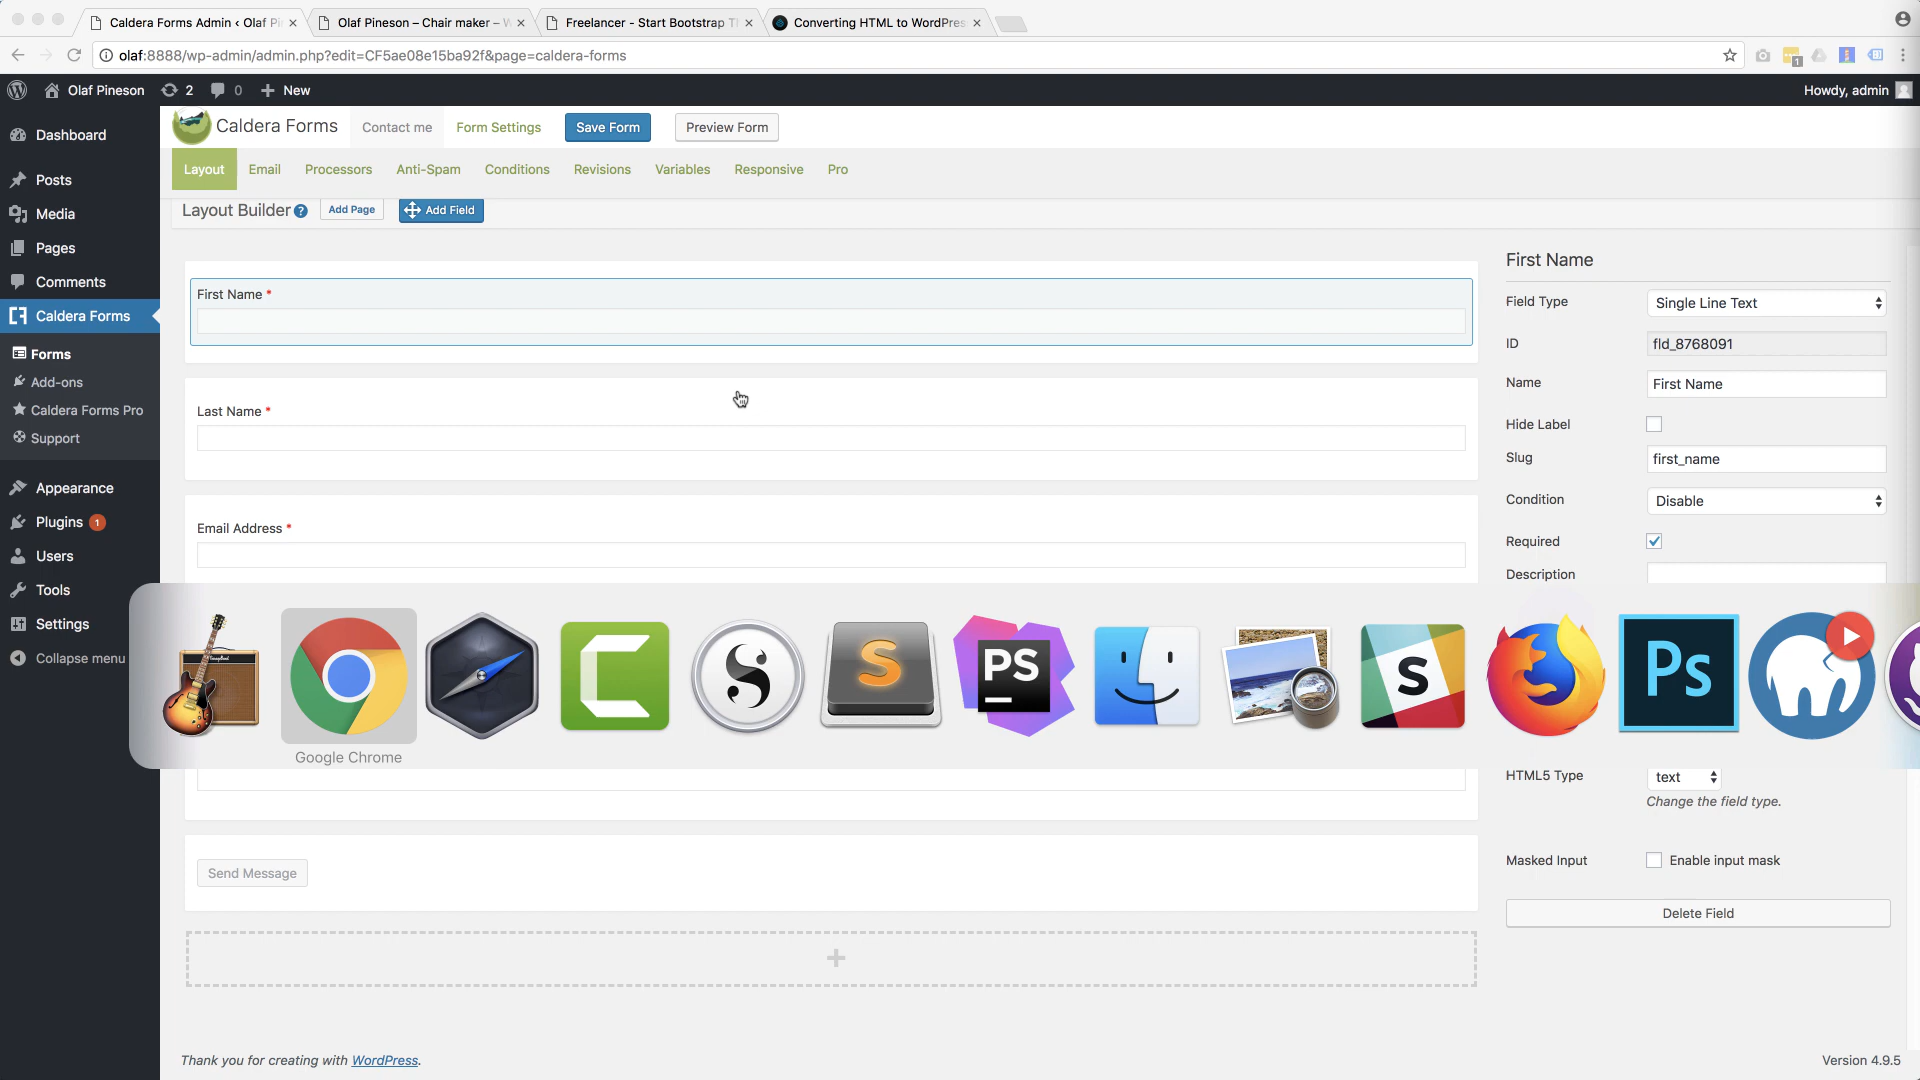 Caldera Forms Admin ‹ Olaf Pi
Olaf Pineson – Chair maker – W
Freelancer - Start Bootstrap T
Converting HTML to WordPres
olaf:8888/wp-admin/admin.php?edit=CF5ae08e15ba92f&page=caldera-forms
1
Olaf Pineson
2
0
New
Howdy, admin
Dashboard
Posts
Media
Pages
Comments
Caldera Forms
Forms
Add-ons
Caldera Forms Pro
Support
Appearance
Plugins 1
Users
Tools
Settings
Collapse menu
Caldera Forms
Contact me
Form Settings
Save Form
Preview Form
Layout
Email
Processors
Anti-Spam
Conditions
Revisions
Variables
Responsive
Pro
Layout Builder ?
Add Page
Add Field
First Name *
Last Name *
Email Address *
Send Message
+
First Name
Field Type
Single Line Text
ID
fld_8768091
Name
First Name
Hide Label
Slug
first_name
Condition
Disable
Required
Description
HTML5 Type
text
Change the field type.
Masked Input
Enable input mask
Delete Field
S
PS
S
Ps
Google Chrome
Thank you for creating with WordPress.
Version 4.9.5